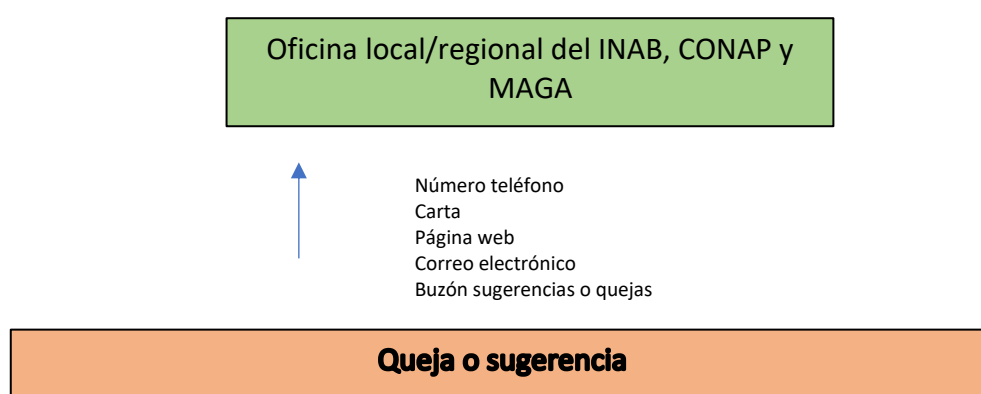 Oficina local/regional del INAB, CONAP y
MAGA
Número teléfono
Carta
Página web
Correo electrónico
Buzón sugerencias o quejas
Queja o sugerencia